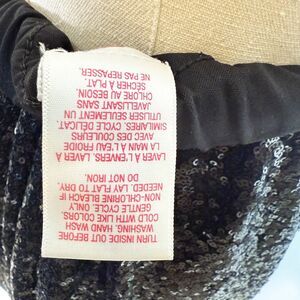 TURN INSIDE OUT BEFORE
WASHING. HAND WASH
COLD WITH LIKE COLORS.
GENTLE CYCLE. ONLY
NON-CHLORINE BLEACH IF
NEEDED. LAY FLAT TO DRY.
DO NOT IRON.
LAVER À L'ENVERS. LAVER À
LA MAIN À L'EAU FROIDE
AVEC DES COULEURS
SIMILAIRES. CYCLE DÉLICAT.
UTILISER SEULEMENT UN
JAVELLISANT SANS
CHLORE AU BESOIN.
SÉCHER À PLAT.
NE PAS REPASSER.